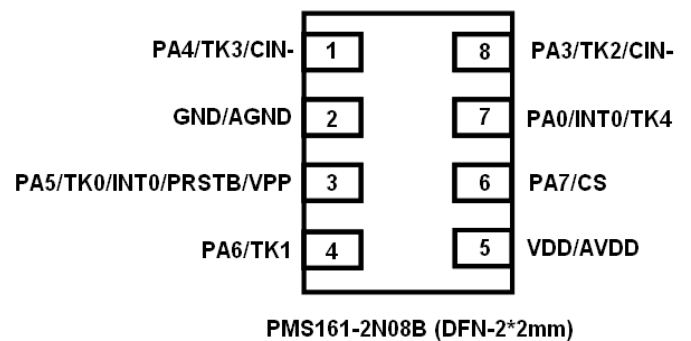 PA4/TK3/CIN- 1 8 PA3/TK2/CIN-
GND/AGND 2 7 PA0/INT0/TK4
PA5/TK0/INT0/PRSTB/VPP 3 6 PA7/CS
PA6/TK1 4 5 VDD/AVDD
PMS161-2N08B (DFN-2*2mm)